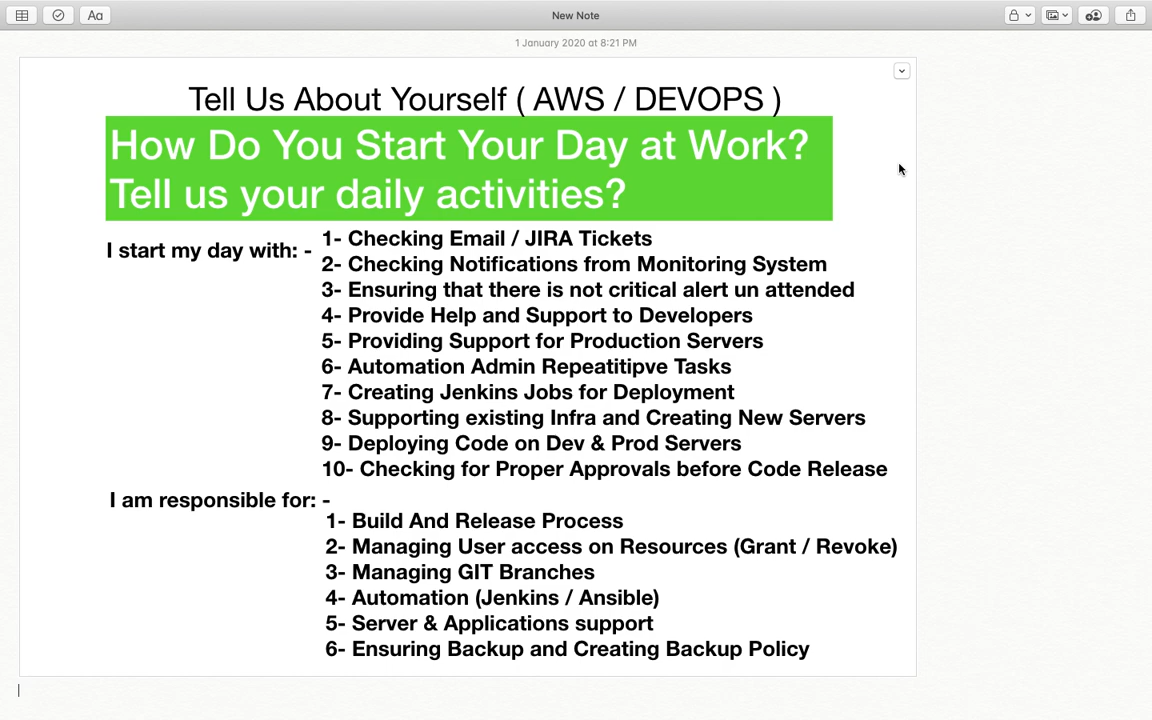 Aa
New Note
1 January 2020 at 8:21 PM
Tell Us About Yourself ( AWS / DEVOPS )
How Do You Start Your Day at Work?
Tell us your daily activities?
I start my day with: -
1- Checking Email / JIRA Tickets
2- Checking Notifications from Monitoring System
3- Ensuring that there is not critical alert un attended
4- Provide Help and Support to Developers
5- Providing Support for Production Servers
6- Automation Admin Repeatitipve Tasks
7- Creating Jenkins Jobs for Deployment
8- Supporting existing Infra and Creating New Servers
9- Deploying Code on Dev & Prod Servers
10- Checking for Proper Approvals before Code Release
I am responsible for: -
1- Build And Release Process
2- Managing User access on Resources (Grant / Revoke)
3- Managing GIT Branches
4- Automation (Jenkins / Ansible)
5- Server & Applications support
6- Ensuring Backup and Creating Backup Policy